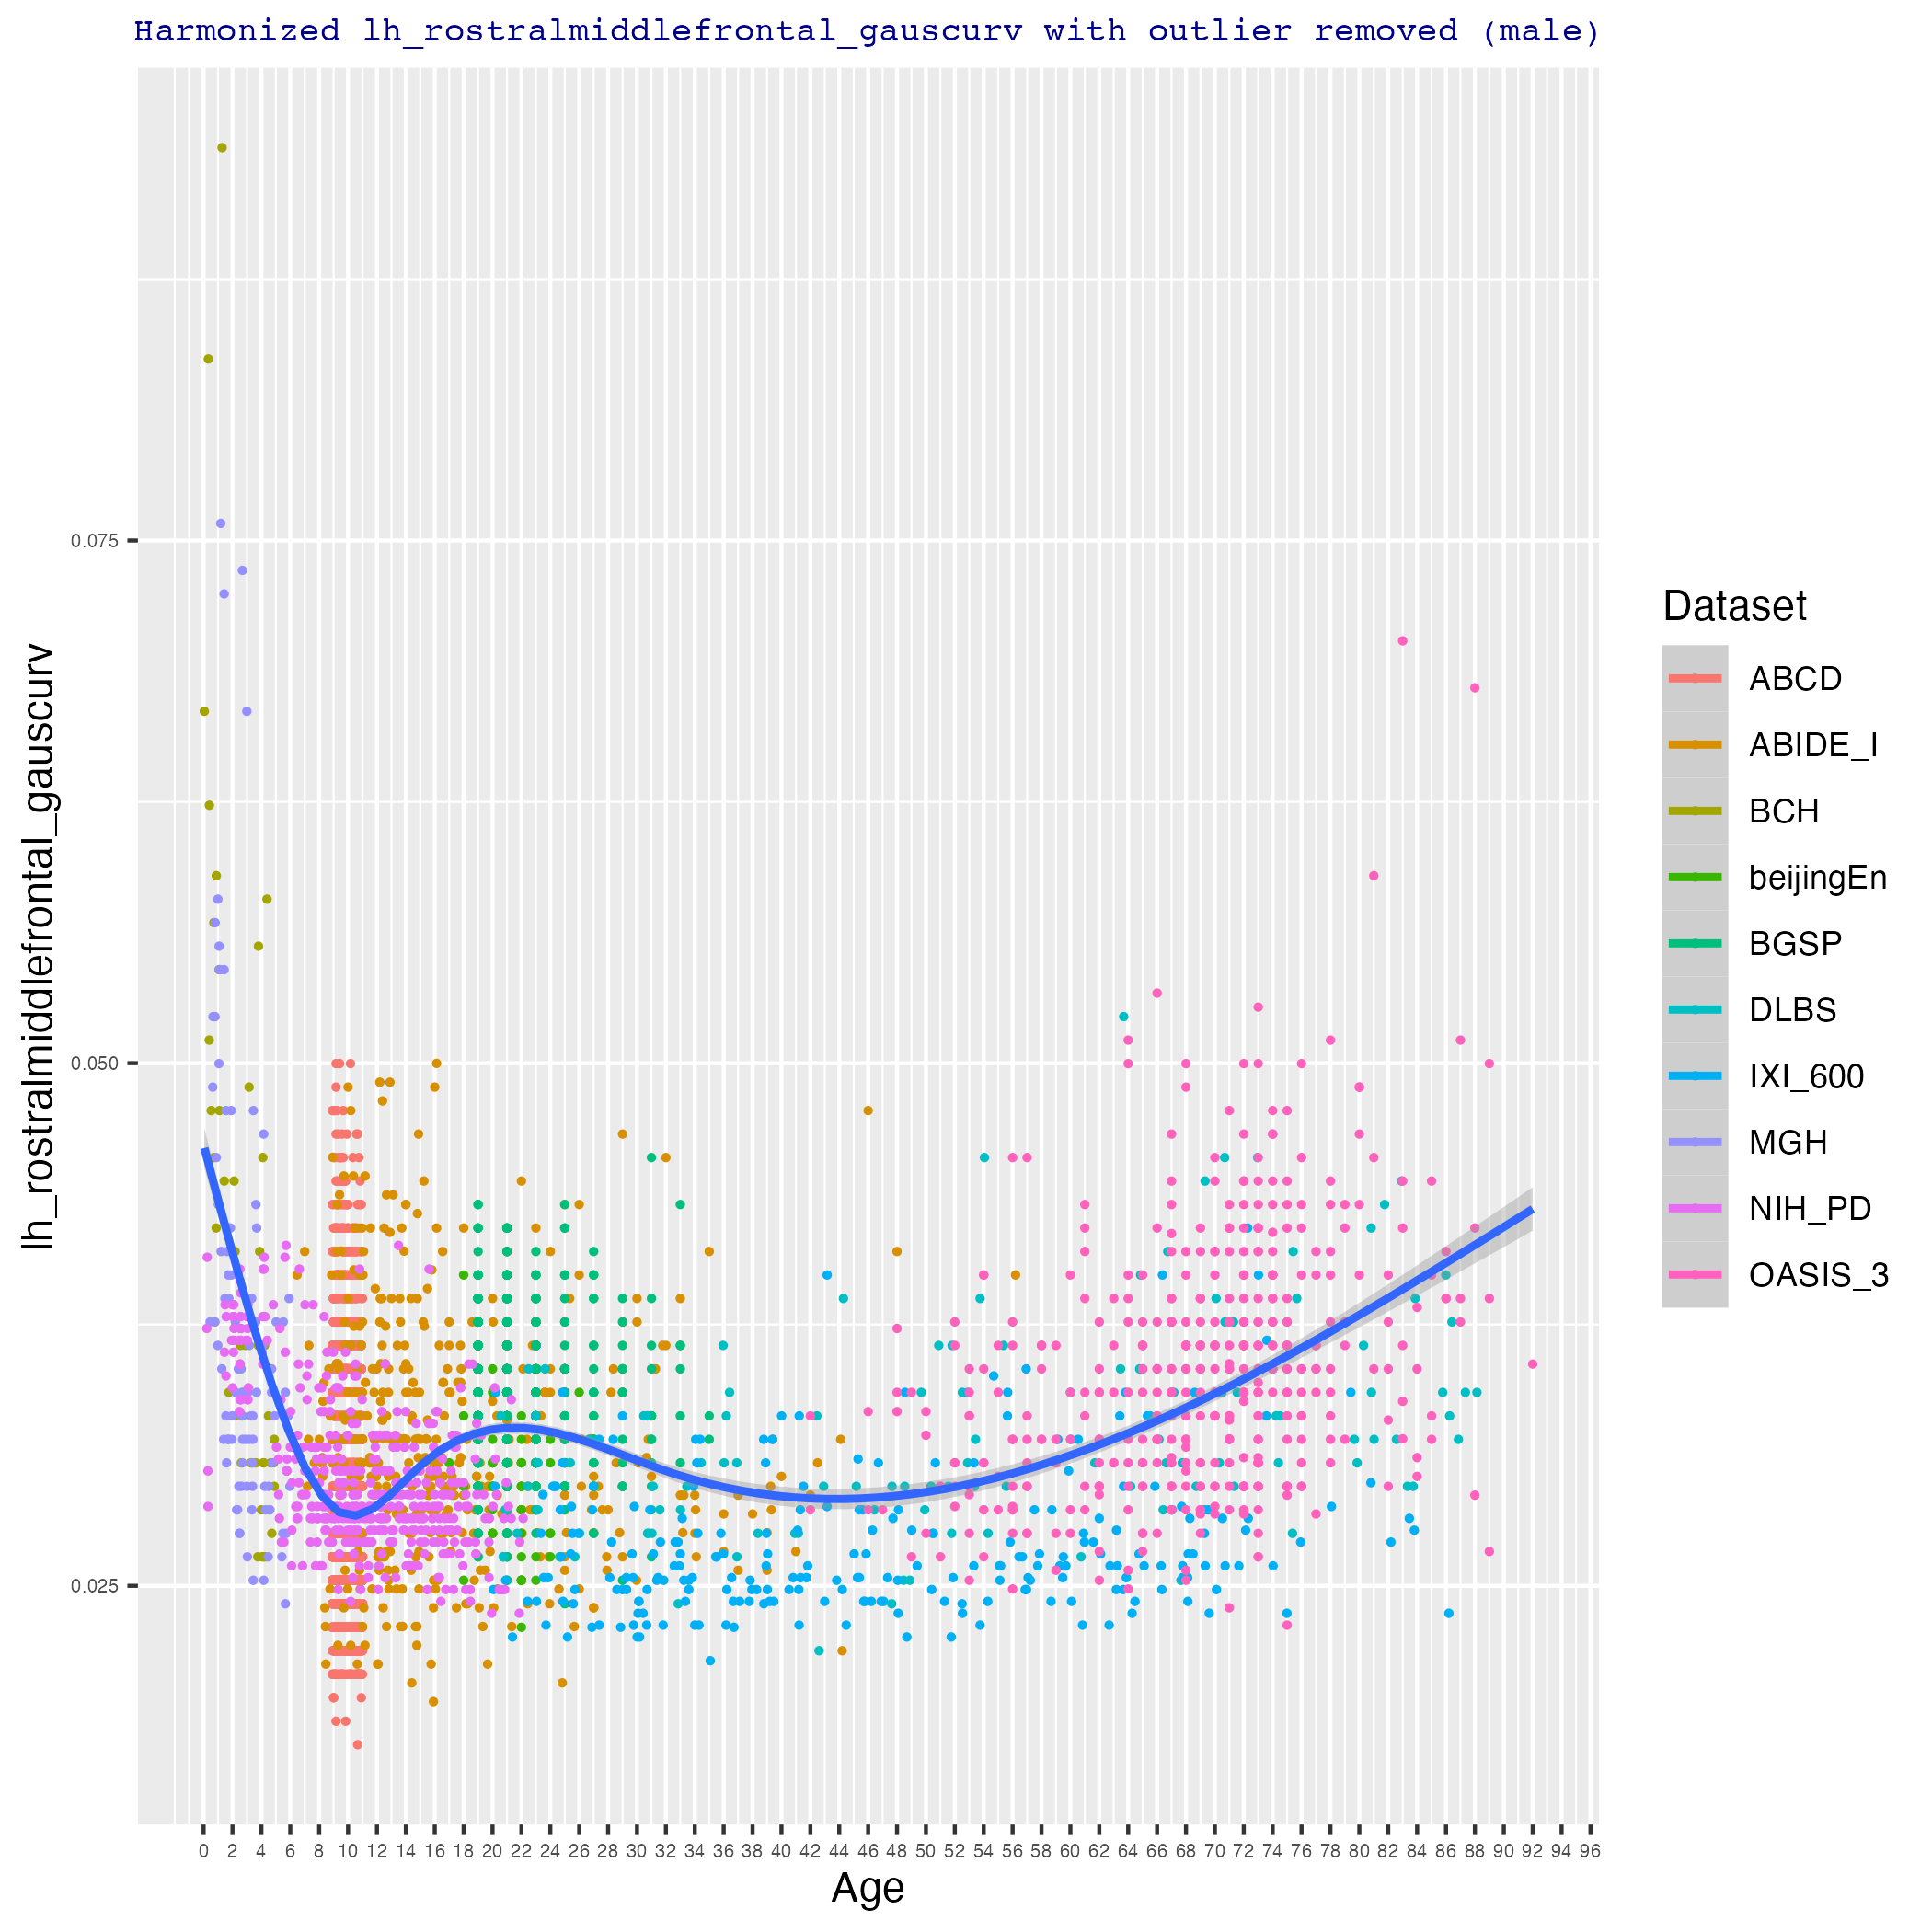 Harmonized lh_rostralmiddlefrontal_gauscurv with outlier removed (male)
lh_rostralmiddlefrontal_gauscurv
0.075
0.050
0.025
0 2 4 6 8 10 12 14 16 18 20 22 24 26 28 30 32 34 36 38 40 42 44 46 48 50 52 54 56 58 60 62 64 66 68 70 72 74 76 78 80 82 84 86 88 90 92 94 96
Age
Dataset
ABCD
ABIDE_I
BCH
beijingEn
BGSP
DLBS
IXI_600
MGH
NIH_PD
OASIS_3